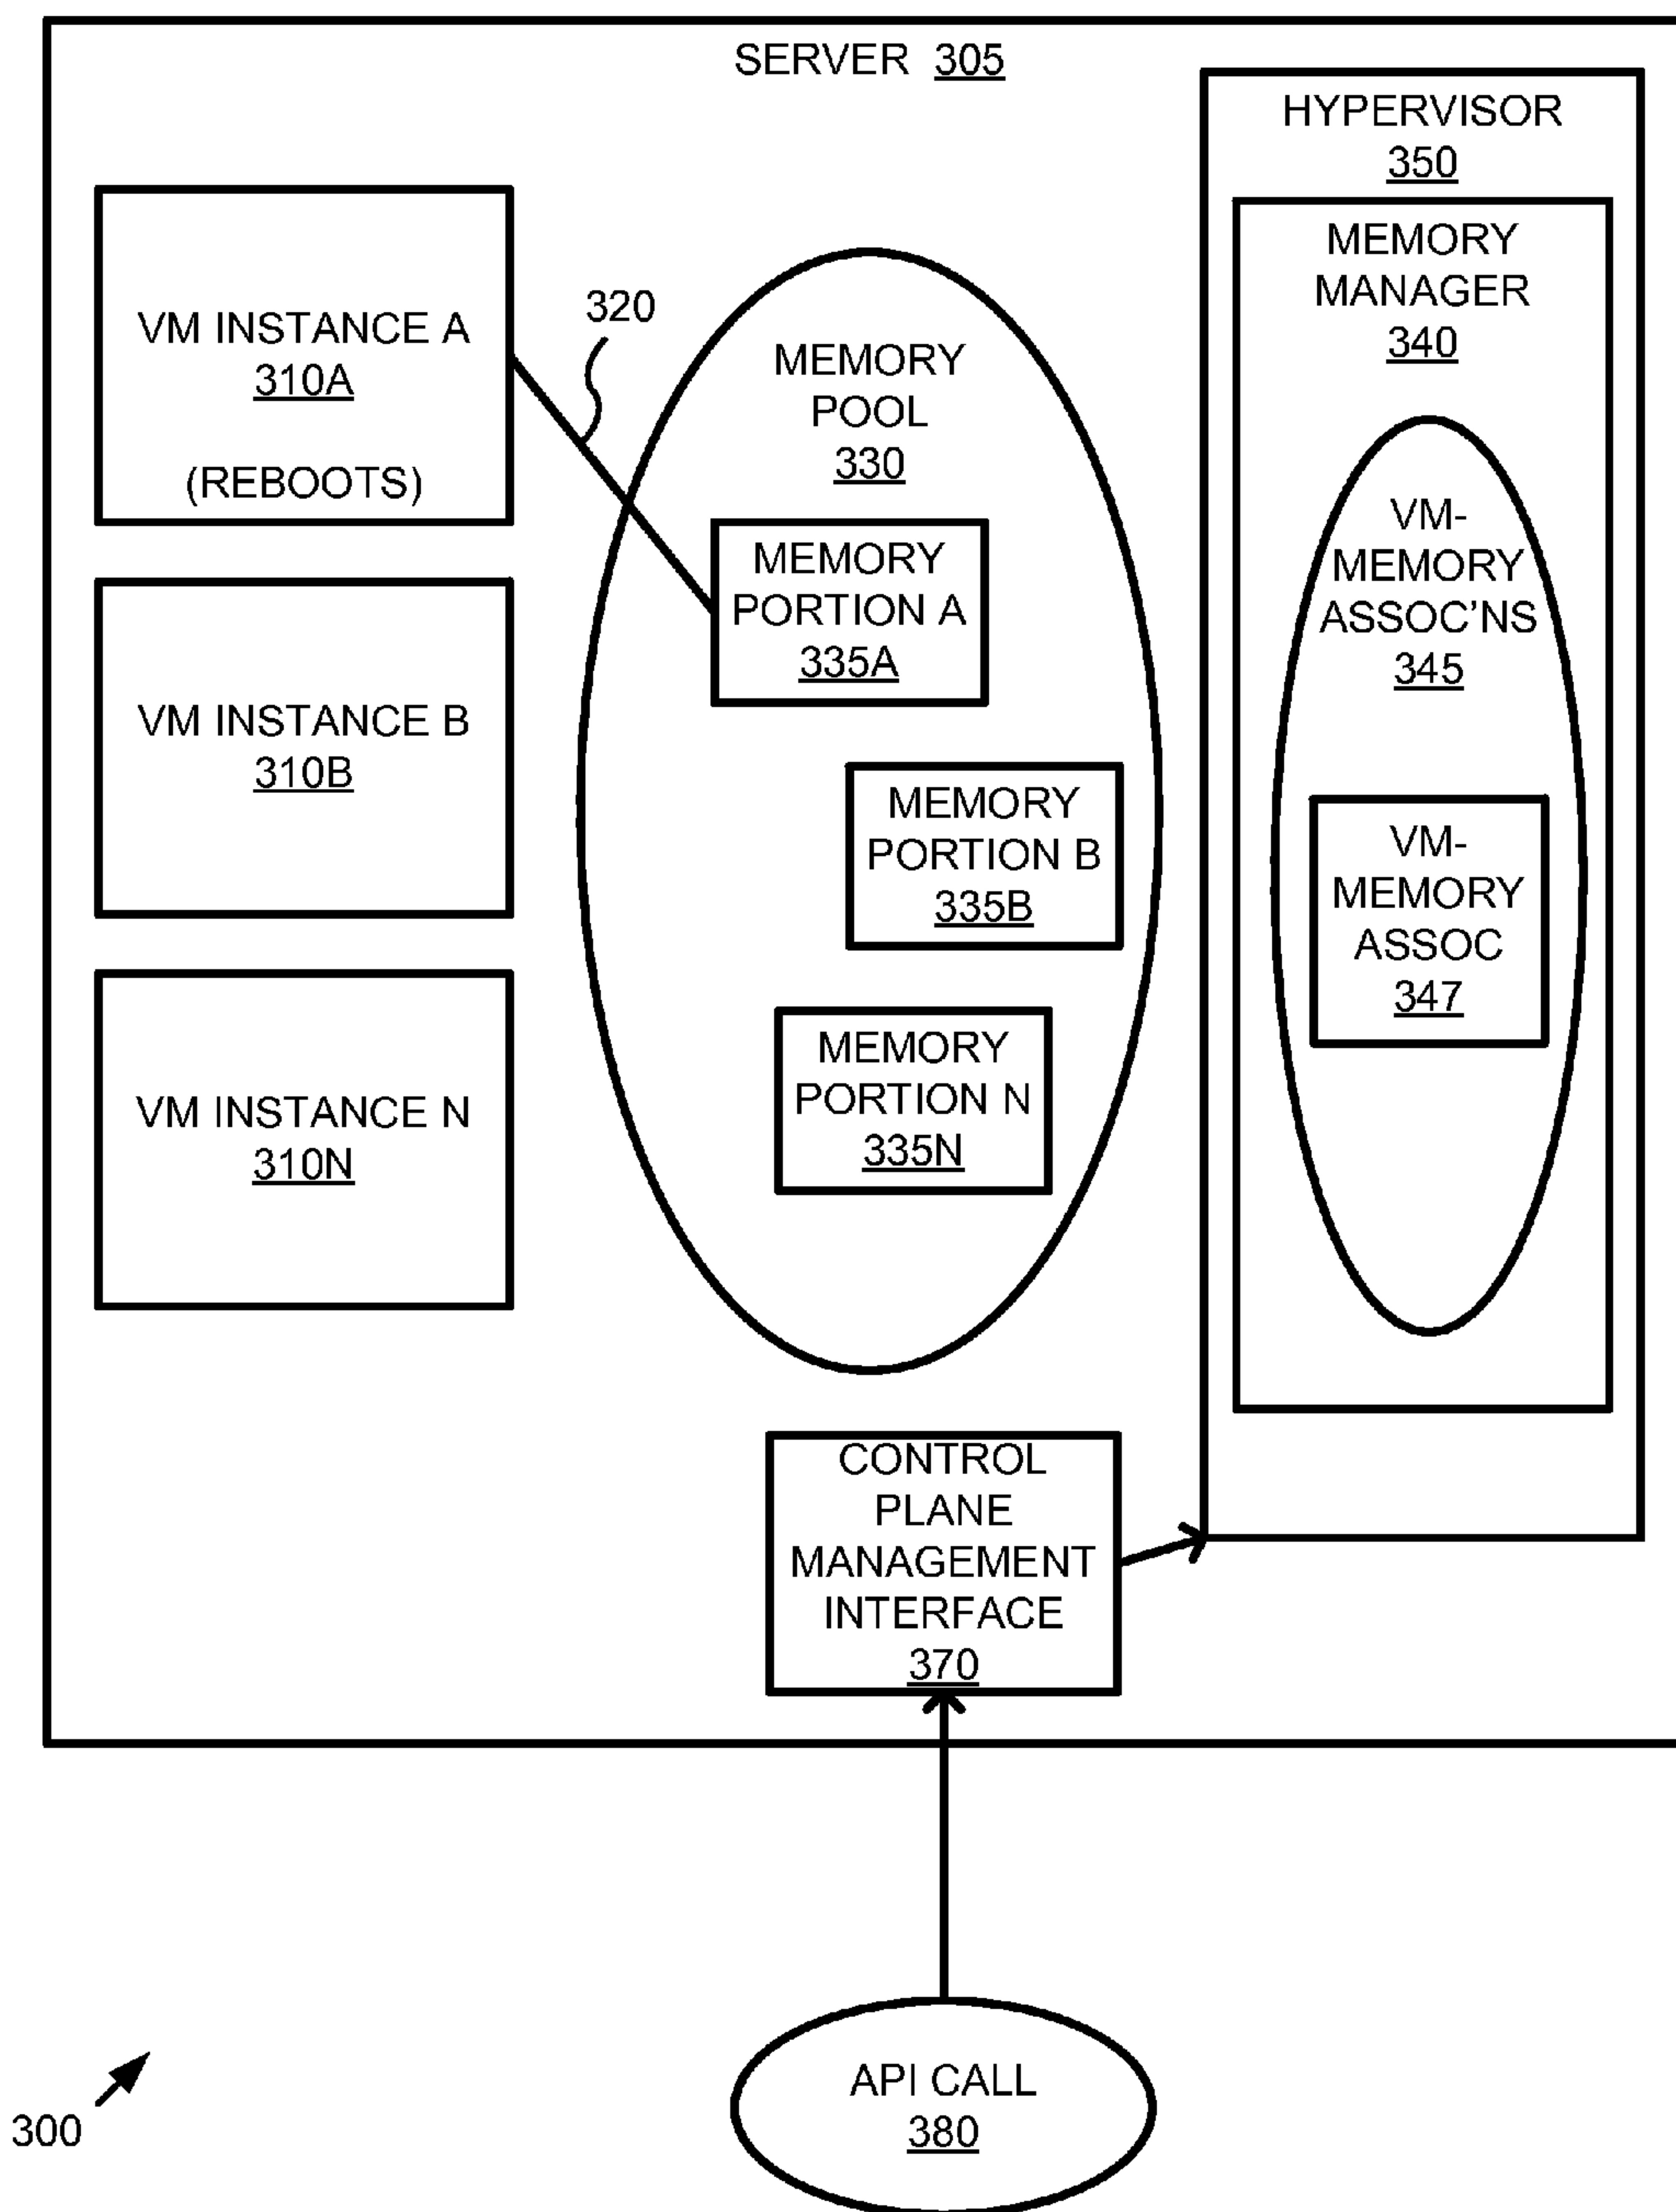 SERVER 305
HYPERVISOR
350
MEMORY
MANAGER
340
VM-
MEMORY
ASSOC'NS
345
VM-
MEMORY
ASSOC
347
VM INSTANCE A
310A
(REBOOTS)
320
MEMORY
POOL
330
MEMORY
PORTION A
335A
VM INSTANCE B
310B
MEMORY
PORTION B
335B
VM INSTANCE N
310N
MEMORY
PORTION N
335N
CONTROL
PLANE
MANAGEMENT
INTERFACE
370
API CALL
380
300